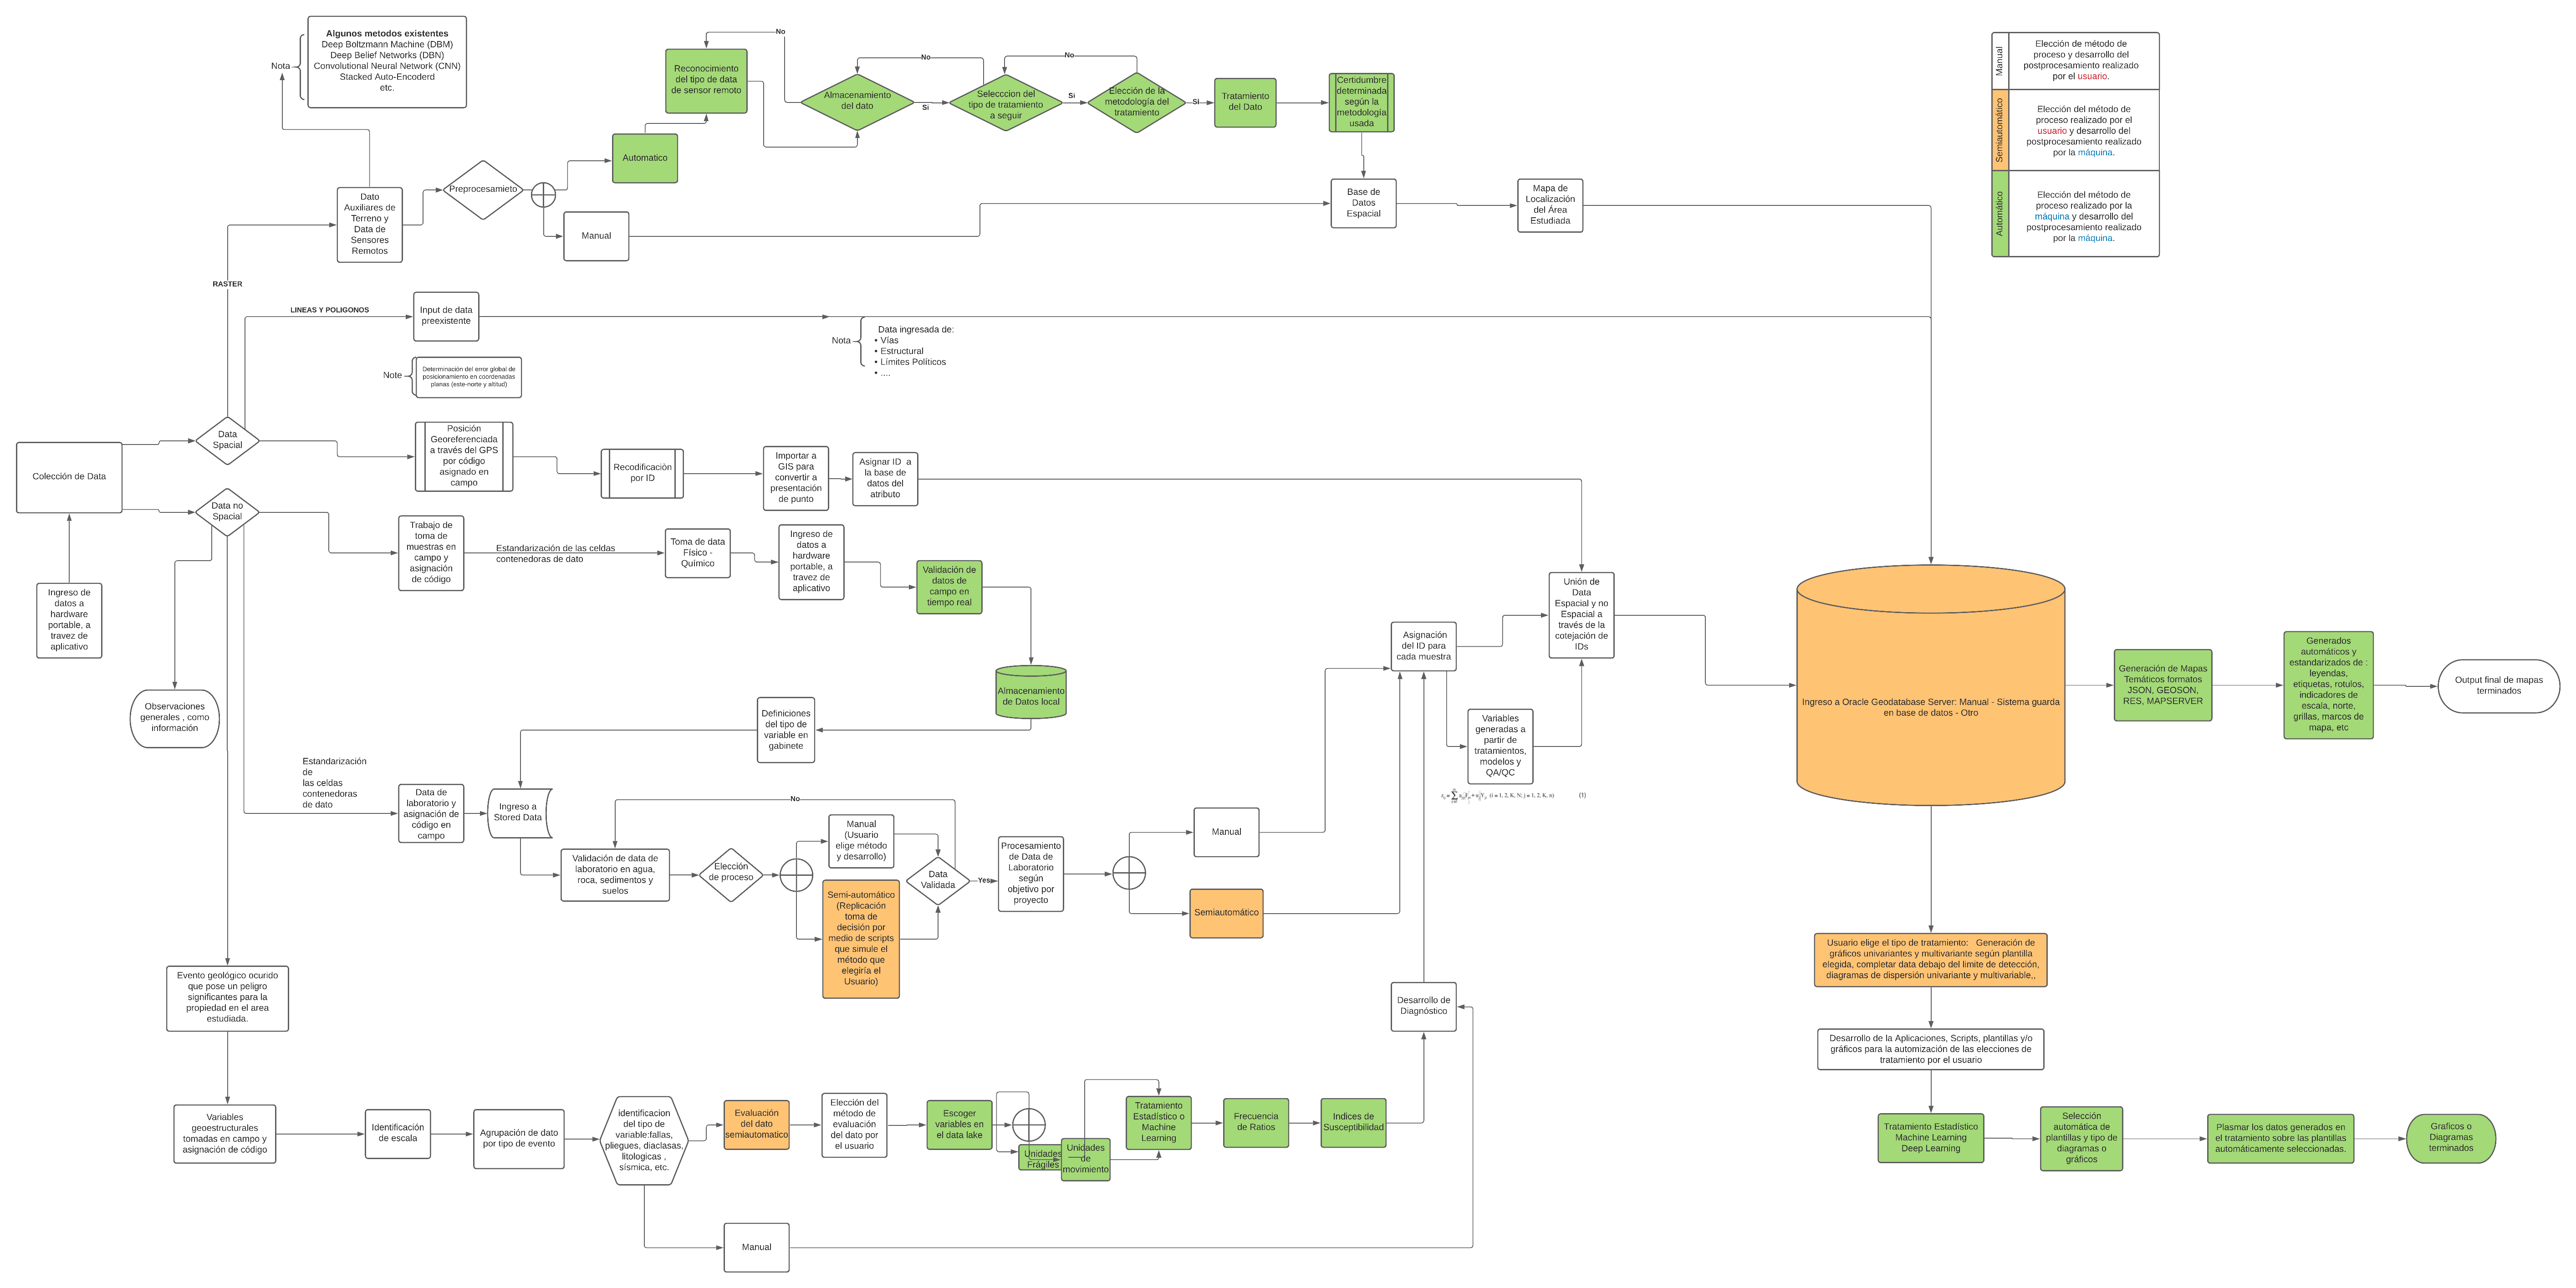 Algunos metodos existentes
Deep Boltzmann Machine (DBM)
Deep Belief Networks (DBN)
Convolutional Neural Network (CNN)
Stacked Auto-Encoderd
etc.
Nota
Dato
Auxiliares de
Terreno y
Data de
Sensores
Remotos
Preprocesamieto
Automatico
Manual
Reconocimiento
del tipo de data
de sensor remoto
No
Almacenamiento
del dato
No
Si
Selecccion del
tipo de tratamiento
a seguir
No
Si
Elección de la
metodología del
tratamiento
SI
Tratamiento
del Dato
Certidumbre
determinada
según la
metodología
usada
Base de
Datos
Espacial
Mapa de
Localización
del Área
Estudiada
Manual
Elección de método de
proceso y desarrollo del
postprocesamiento realizado
por el usuario.
Semiautomático
Elección del método de
proceso realizado por el
usuario y desarrollo del
postprocesamiento realizado
por la máquina.
Automático
Elección del método de
proceso realizado por la
máquina y desarrollo del
postprocesamiento realizado
por la máquina.
RASTER
LINEAS Y POLIGONOS
Input de data
preexistente
Nota
Data ingresada de:
• Vías
• Estructural
• Límites Políticos
• ....
Note
Determinación del error global de
posicionamiento en coordenadas
planas (este-norte y altitud)
Colección de Data
Data
Spacial
Posición
Georeferenciada
a través del GPS
por código
asignado en
campo
Recodificación
por ID
Importar a
GIS para
convertir a
presentación
de punto
Asignar ID a
la base de
datos del
atributo
Data no
Spacial
Ingreso de
datos a
hardware
portable, a
travez de
aplicativo
Trabajo de
toma de
muestras en
campo y
asignación
de código
Estandarización de las celdas
contenedoras de dato
Toma de data
Físico -
Químico
Ingreso de
datos a
hardware
portable, a
travez de
aplicativo
Validación de
datos de
campo en
tiempo real
Almacenamiento
de Datos local
Definiciones
del tipo de
variable en
gabinete
Observaciones
generales , como
información
Estandarización
de
las celdas
contenedoras
de dato
Data de
laboratorio y
asignación de
código en
campo
Ingreso a
Stored Data
Validación de data de
laboratorio en agua,
roca, sedimentos y
suelos
Elección
de proceso
No
Manual
(Usuario
elige método
y desarrollo)
Semi-automático
(Replicación
toma de
decisión por
medio de scripts
que simule el
método que
elegiría el
Usuario)
Data
Validada
Yes
Procesamiento
de Data de
Laboratorio
según
objetivo por
proyecto
Manual
Semiautomático
Asignación
del ID para
cada muestra
Unión de
Data
Espacial y no
Espacial a
través de la
cotejación de
IDs
Variables
generadas a
partir de
tratamientos,
modelos y
QA/QC
(i = 1, 2, K, N; j = 1, 2, K, n) (1)
Ingreso a Oracle Geodatabase Server: Manual - Sistema guarda
en base de datos - Otro
Generación de Mapas
Temáticos formatos
JSON, GEOSON,
RES, MAPSERVER
Generados
automáticos y
estandarizados de :
leyendas,
etiquetas, rotulos,
indicadores de
escala, norte,
grillas, marcos de
mapa, etc
Output final de mapas
terminados
Usuario elige el tipo de tratamiento: Generación de
gráficos univariantes y multivariante según plantilla
elegida, completar data debajo del limite de detección,
diagramas de dispersión univariante y multivariable,,
Desarrollo de la Aplicaciones, Scripts, plantillas y/o
gráficos para la automización de las elecciones de
tratamiento por el usuario
Tratamiento Estadístico
Machine Learning
Deep Learning
Selección
automática de
plantillas y tipo de
diagramas o
gráficos
Plasmar los datos generados en
el tratamiento sobre las plantillas
automáticamente seleccionadas.
Graficos o
Diagramas
terminados
Evento geológico ocurido
que pose un peligro
significantes para la
propiedad en el area
estudiada.
Variables
geoestructurales
tomadas en campo y
asignación de código
Identificación
de escala
Agrupación de dato
por tipo de evento
identificacion
del tipo de
variable:fallas,
pliegues, diaclasas,
litologicas ,
sísmica, etc.
Evaluación
del dato
semiautomatico
Elección del
método de
evaluación
del dato por
el usuario
Escoger
variables en
el data lake
Unidades
Frágiles
Unidades
de
movimiento
Tratamiento
Estadístico o
Machine
Learning
Frecuencia
de Ratios
Indices de
Susceptibilidad
Desarrollo de
Diagnóstico
Manual